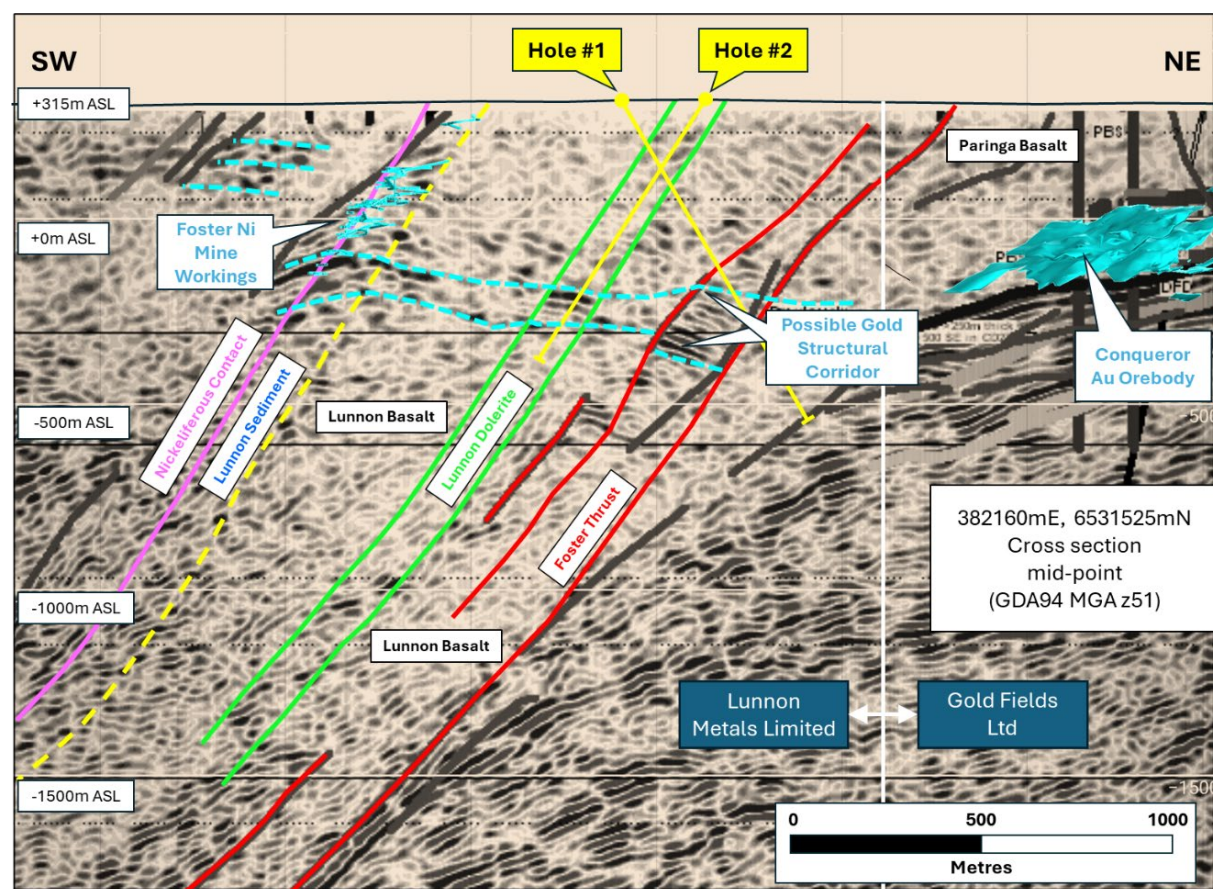 SW
Hole #1
Hole #2
NE
+315m ASL
Paringa Basalt
PBS
Foster Ni
Mine
Workings
+0m ASL
Possible Gold
Structural
Corridor
Conqueror
Au Orebody
Nickeliferous Contact
Lunnon Sediment
Lunnon Basalt
Lunnon Dolerite
-500m ASL
Foster Thrust
382160mE, 6531525mN
Cross section
mid-point
(GDA94 MGA z51)
-1000m ASL
Lunnon Basalt
Lunnon
Metals Limited
Gold Fields
Ltd
-1500m ASL
-1500
0 500 1000
Metres